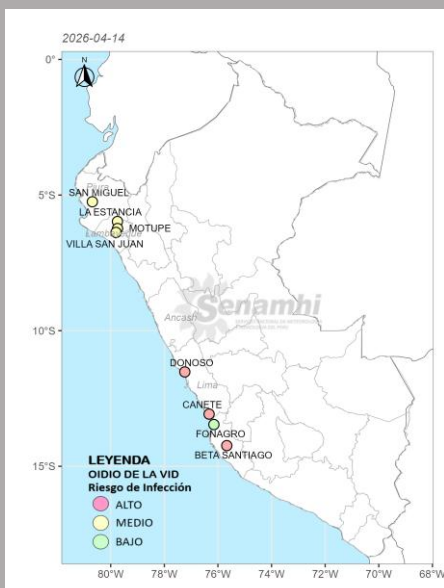 2026-04-14
N
0°
5°S
10°S
15°S
Piura
SAN MIGUEL
LA ESTANCIA
MOTUPE
Lambayeque
VILLA SAN JUAN
Senamhi
Ancash
DONOSO
Lima
CANETE
FONAGRO
BETA SANTIAGO
LEYENDA
OIDIO DE LA VID
Riesgo de Infección
ALTO
MEDIO
BAJO
80°W 78°W 76°W 74°W 72°W 70°W 68°W